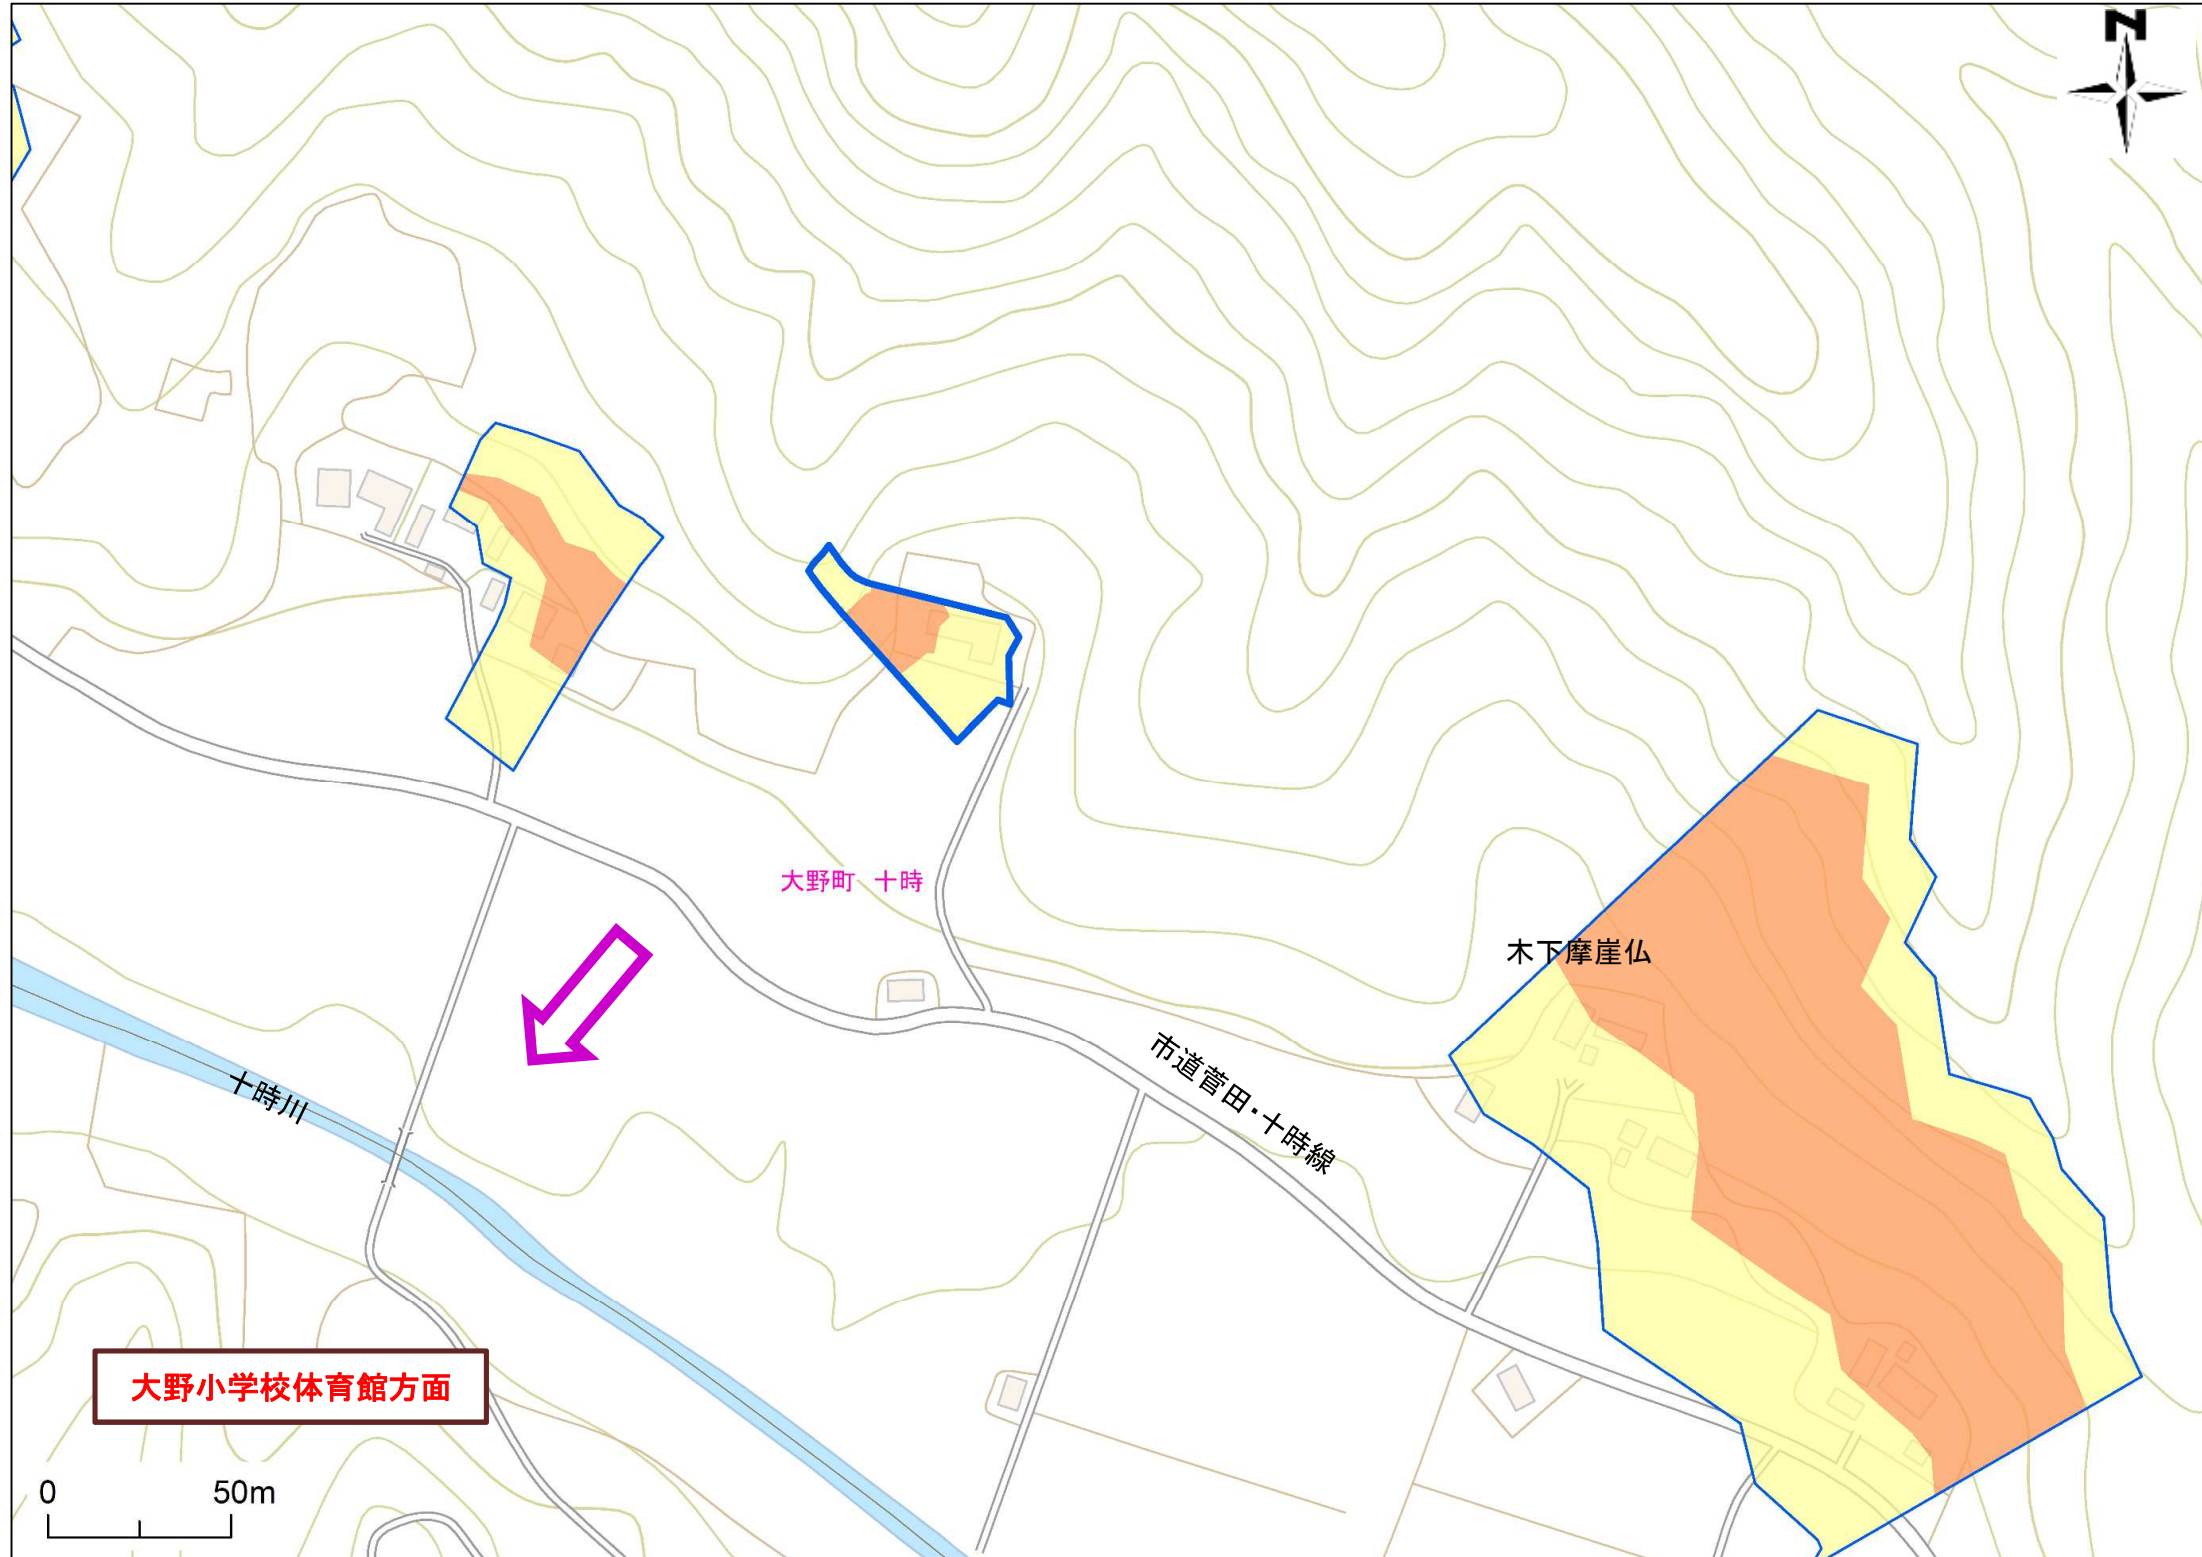 N
大野町 十時
木下摩崖仏
市道菅田・十時線
十時川
大野小学校体育館方面
0 50m